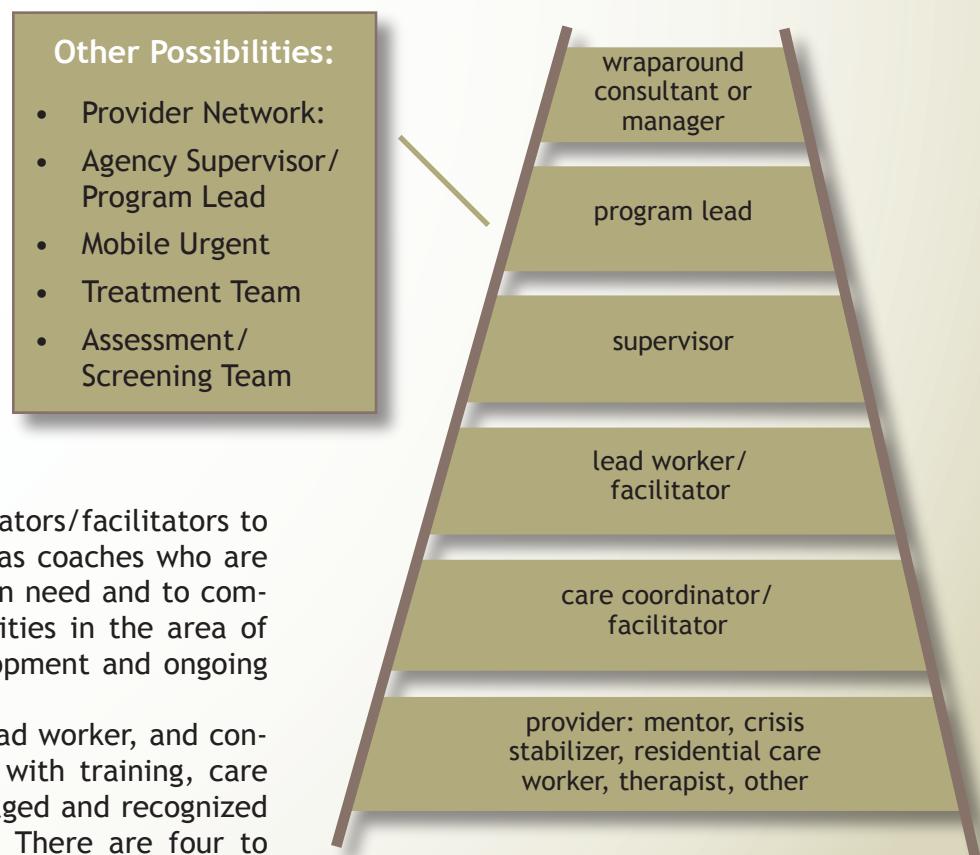 Other Possibilities:
• Provider Network:
• Agency Supervisor/
Program Lead
• Mobile Urgent
• Treatment Team
• Assessment/
Screening Team
wraparound
consultant or
manager
program lead
supervisor
lead worker/
facilitator
care coordinator/
facilitator
provider: mentor, crisis
stabilizer, residential care
worker, therapist, other
ators/facilitators to
as coaches who are
n need and to com-
ities in the area of
opment and ongoing
ad worker, and con-
with training, care
ged and recognized
There are four to